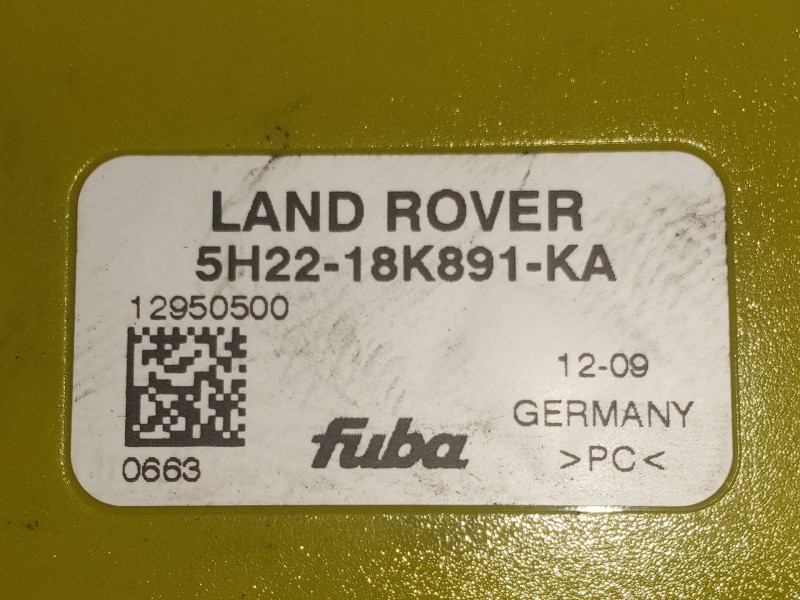 LAND ROVER
5H22-18K891-KA
12950500
12-09
GERMANY
>PC<
fuba
0663